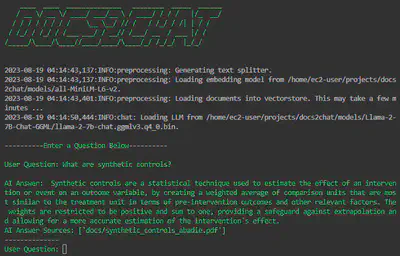 DOCS2CHAT
2023-08-19 04:14:43,137:INFO:preprocessing: Generating text splitter.
2023-08-19 04:14:43,137:INFO:preprocessing: Loading embedding model from /home/ec2-user/projects/docs
2chat/models/all-MiniLM-L6-v2.
2023-08-19 04:14:43,401:INFO:preprocessing: Loading documents into vectorstore. This may take a few m
inutes ...
2023-08-19 04:14:50,444:INFO:chat: Loading LLM from /home/ec2-user/projects/docs2chat/models/Llama-2-
7B-Chat-GGML/llama-2-7b-chat.ggmlv3.q4_0.bin.
----------Enter a Question Below----------
User Question: What are synthetic controls?
AI Answer:  Synthetic controls are a statistical technique used to estimate the effect of an interven
tion or event on an outcome variable, by creating a weighted average of comparison units that are mos
t similar to the treatment unit in terms of pre-intervention outcomes and other relevant factors. The
 weights are restricted to be positive and sum to one, providing a safeguard against extrapolation an
d allowing for a more accurate estimation of the intervention's effect.
AI Answer Sources: ['docs/synthetic_controls_abadie.pdf']
--------------
User Question: